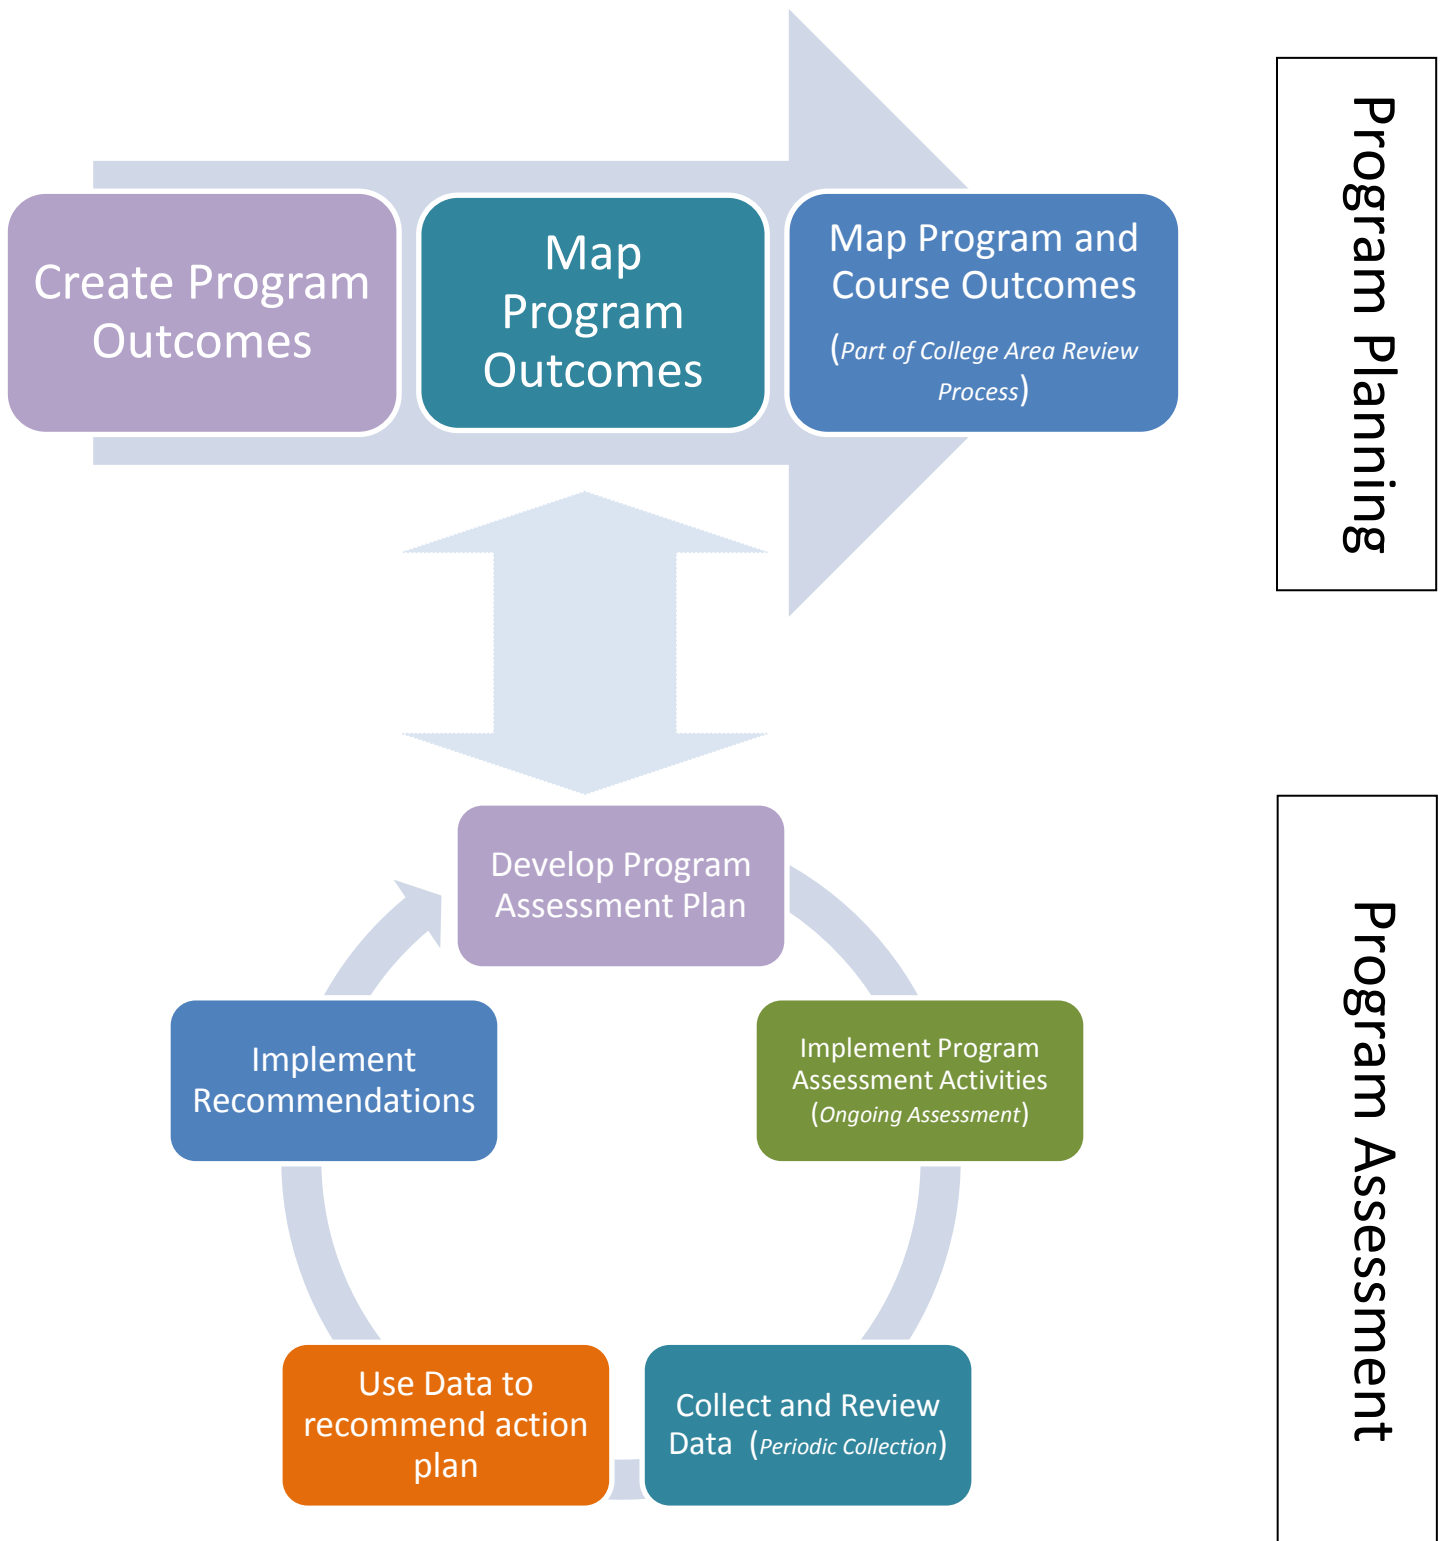 Create Program
Outcomes
Map
Program
Outcomes
Map Program and
Course Outcomes
(Part of College Area Review
Process)
Program Planning
Develop Program
Assessment Plan
Implement Program
Assessment Activities
(Ongoing Assessment)
Collect and Review
Data (Periodic Collection)
Use Data to
recommend action
plan
Implement
Recommendations
Program Assessment